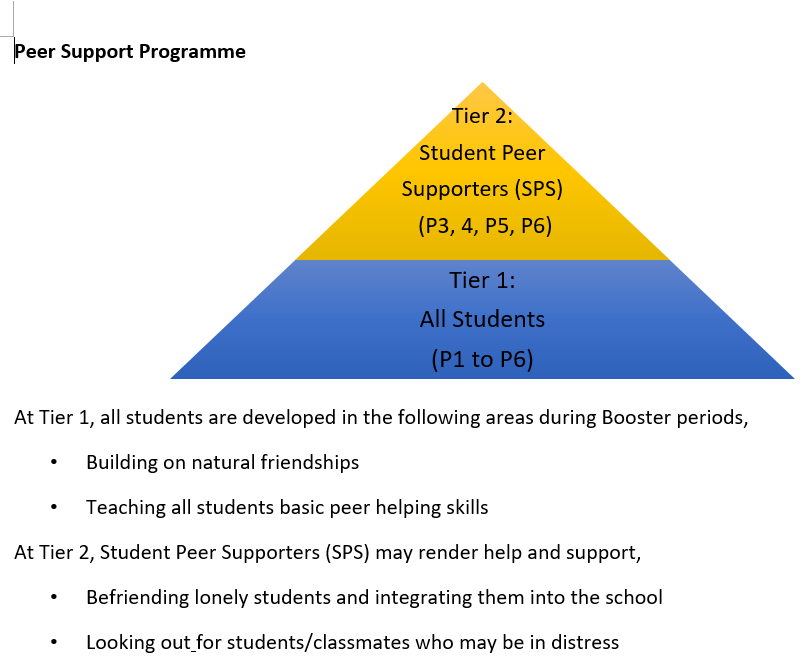 Peer Support Programme
Tier 2:
Student Peer
Supporters (SPS)
(P3, 4, P5, P6)
Tier 1:
All Students
(P1 to P6)
At Tier 1, all students are developed in the following areas during Booster periods,
• Building on natural friendships
• Teaching all students basic peer helping skills
At Tier 2, Student Peer Supporters (SPS) may render help and support,
• Befriending lonely students and integrating them into the school
• Looking out for students/classmates who may be in distress